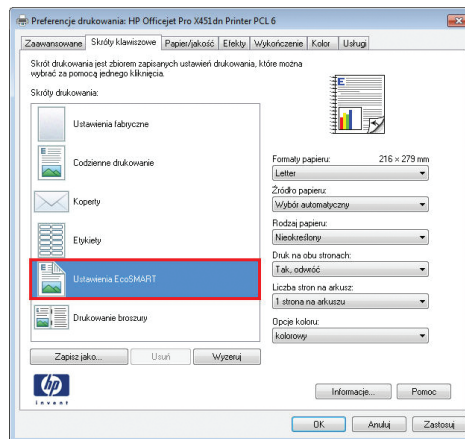 Preferencje drukowania: HP Officejet Pro X451dn Printer PCL 6
Zaawansowane Skróty klawiszowe Papier/jakość Efekty Wykończenie Kolor Usługi
Skrót drukowania jest zbiorem zapisanych ustawień drukowania, które można
wybrać za pomocą jednego kliknięcia.
Skróty drukowania:
Ustawienia fabryczne
Codzienne drukowanie
Koperty
Etykiety
Ustawienia EcoSMART
Drukowanie broszury
Zapisz jako... Usuń Wyzeruj
E
Formaty papieru: 216 × 279 mm
Letter
Źródło papieru:
Wybór automatyczny
Rodzaj papieru:
Nieokreślony
Druk na obu stronach:
Tak, odwróć
Liczba stron na arkusz:
1 strona na arkuszu
Opcje koloru:
kolorowy
hp
invent
Informacje... Pomoc
OK Anuluj Zastosuj